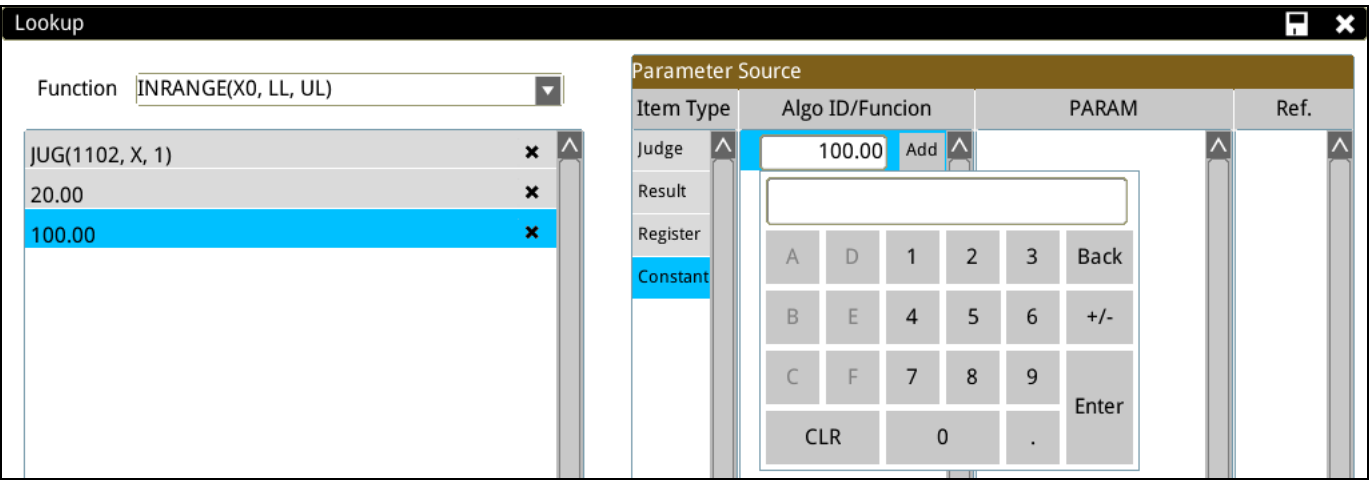 Lookup
Function INRANGE(X0, LL, UL)
JUG(1102, X, 1)
20.00
100.00
Parameter Source
Item Type Algo ID/Funcion PARAM Ref.
Judge 100.00 Add
Result
Register
Constant
A D 1 2 3 Back
B E 4 5 6 +/-
C F 7 8 9
Enter
CLR 0 .